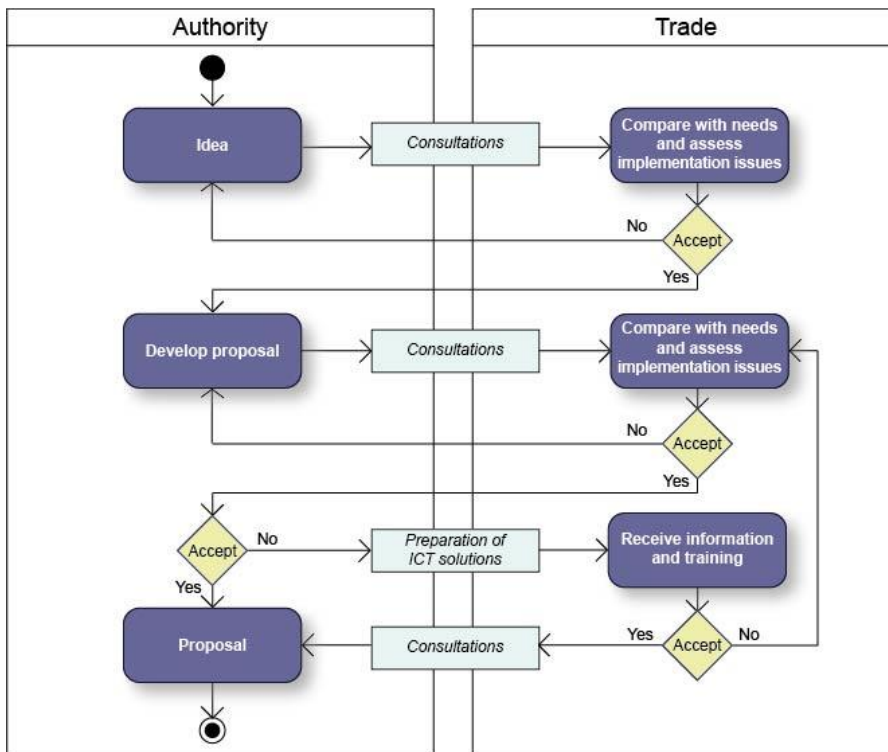 Authority
Trade
Idea
Consultations
Compare with needs
and assess
implementation issues
No
Accept
Yes
Develop proposal
Consultations
Compare with needs
and assess
implementation issues
No
Accept
Yes
Accept
No
Preparation of
ICT solutions
Receive information
and training
Yes
Proposal
Consultations
Yes
Accept
No